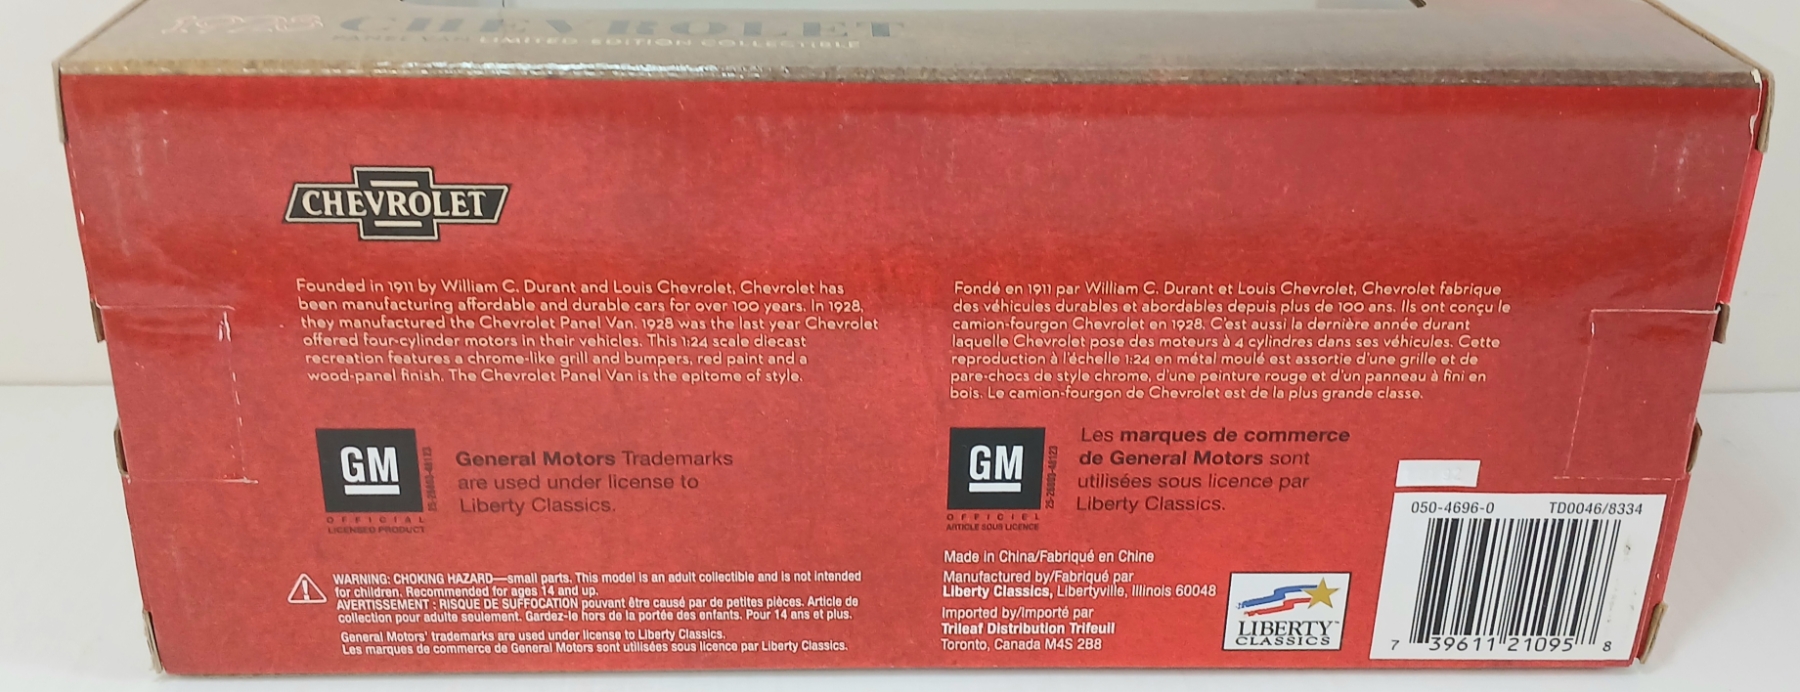 1928 CHEVROLET
PANEL VAN LIMITED EDITION COLLECTIBLE
CHEVROLET
Founded in 1911 by William C. Durant and Louis Chevrolet, Chevrolet has
been manufacturing affordable and durable cars for over 100 years. In 1928,
they manufactured the Chevrolet Panel Van. 1928 was the last year Chevrolet
offered four-cylinder motors in their vehicles. This 1:24 scale diecast
recreation features a chrome-like grill and bumpers, red paint and a
wood-panel finish. The Chevrolet Panel Van is the epitome of style.
GM
OFFICIAL
LICENSED PRODUCT
General Motors Trademarks
are used under license to
Liberty Classics.
WARNING: CHOKING HAZARD—small parts. This model is an adult collectible and is not intended
for children. Recommended for ages 14 and up.
AVERTISSEMENT : RISQUE DE SUFFOCATION pouvant être causé par de petites pièces. Article de
collection pour adulte seulement. Gardez-le hors de la portée des enfants. Pour 14 ans et plus.
General Motors' trademarks are used under license to Liberty Classics.
Les marques de commerce de General Motors sont utilisées sous licence par Liberty Classics.
Fondé en 1911 par William C. Durant et Louis Chevrolet, Chevrolet fabrique
des véhicules durables et abordables depuis plus de 100 ans. Ils ont conçu le
camion-fourgon Chevrolet en 1928. C'est aussi la dernière année durant
laquelle Chevrolet pose des moteurs à 4 cylindres dans ses véhicules. Cette
reproduction à l'échelle 1:24 en métal moulé est assortie d'une grille et de
pare-chocs de style chrome, d'une peinture rouge et d'un panneau à fini en
bois. Le camion-fourgon de Chevrolet est de la plus grande classe.
GM
OFFICIEL
ARTICLE SOUS LICENCE
Les marques de commerce
de General Motors sont
utilisées sous licence par
Liberty Classics.
Made in China/Fabriqué en Chine
Manufactured by/Fabriqué par
Liberty Classics, Libertyville, Illinois 60048
Imported by/Importé par
Trileaf Distribution Trifeuil
Toronto, Canada M4S 2B8
LIBERTY
CLASSICS
050-4696-0 TD0046/8334
7 39611 21095 8